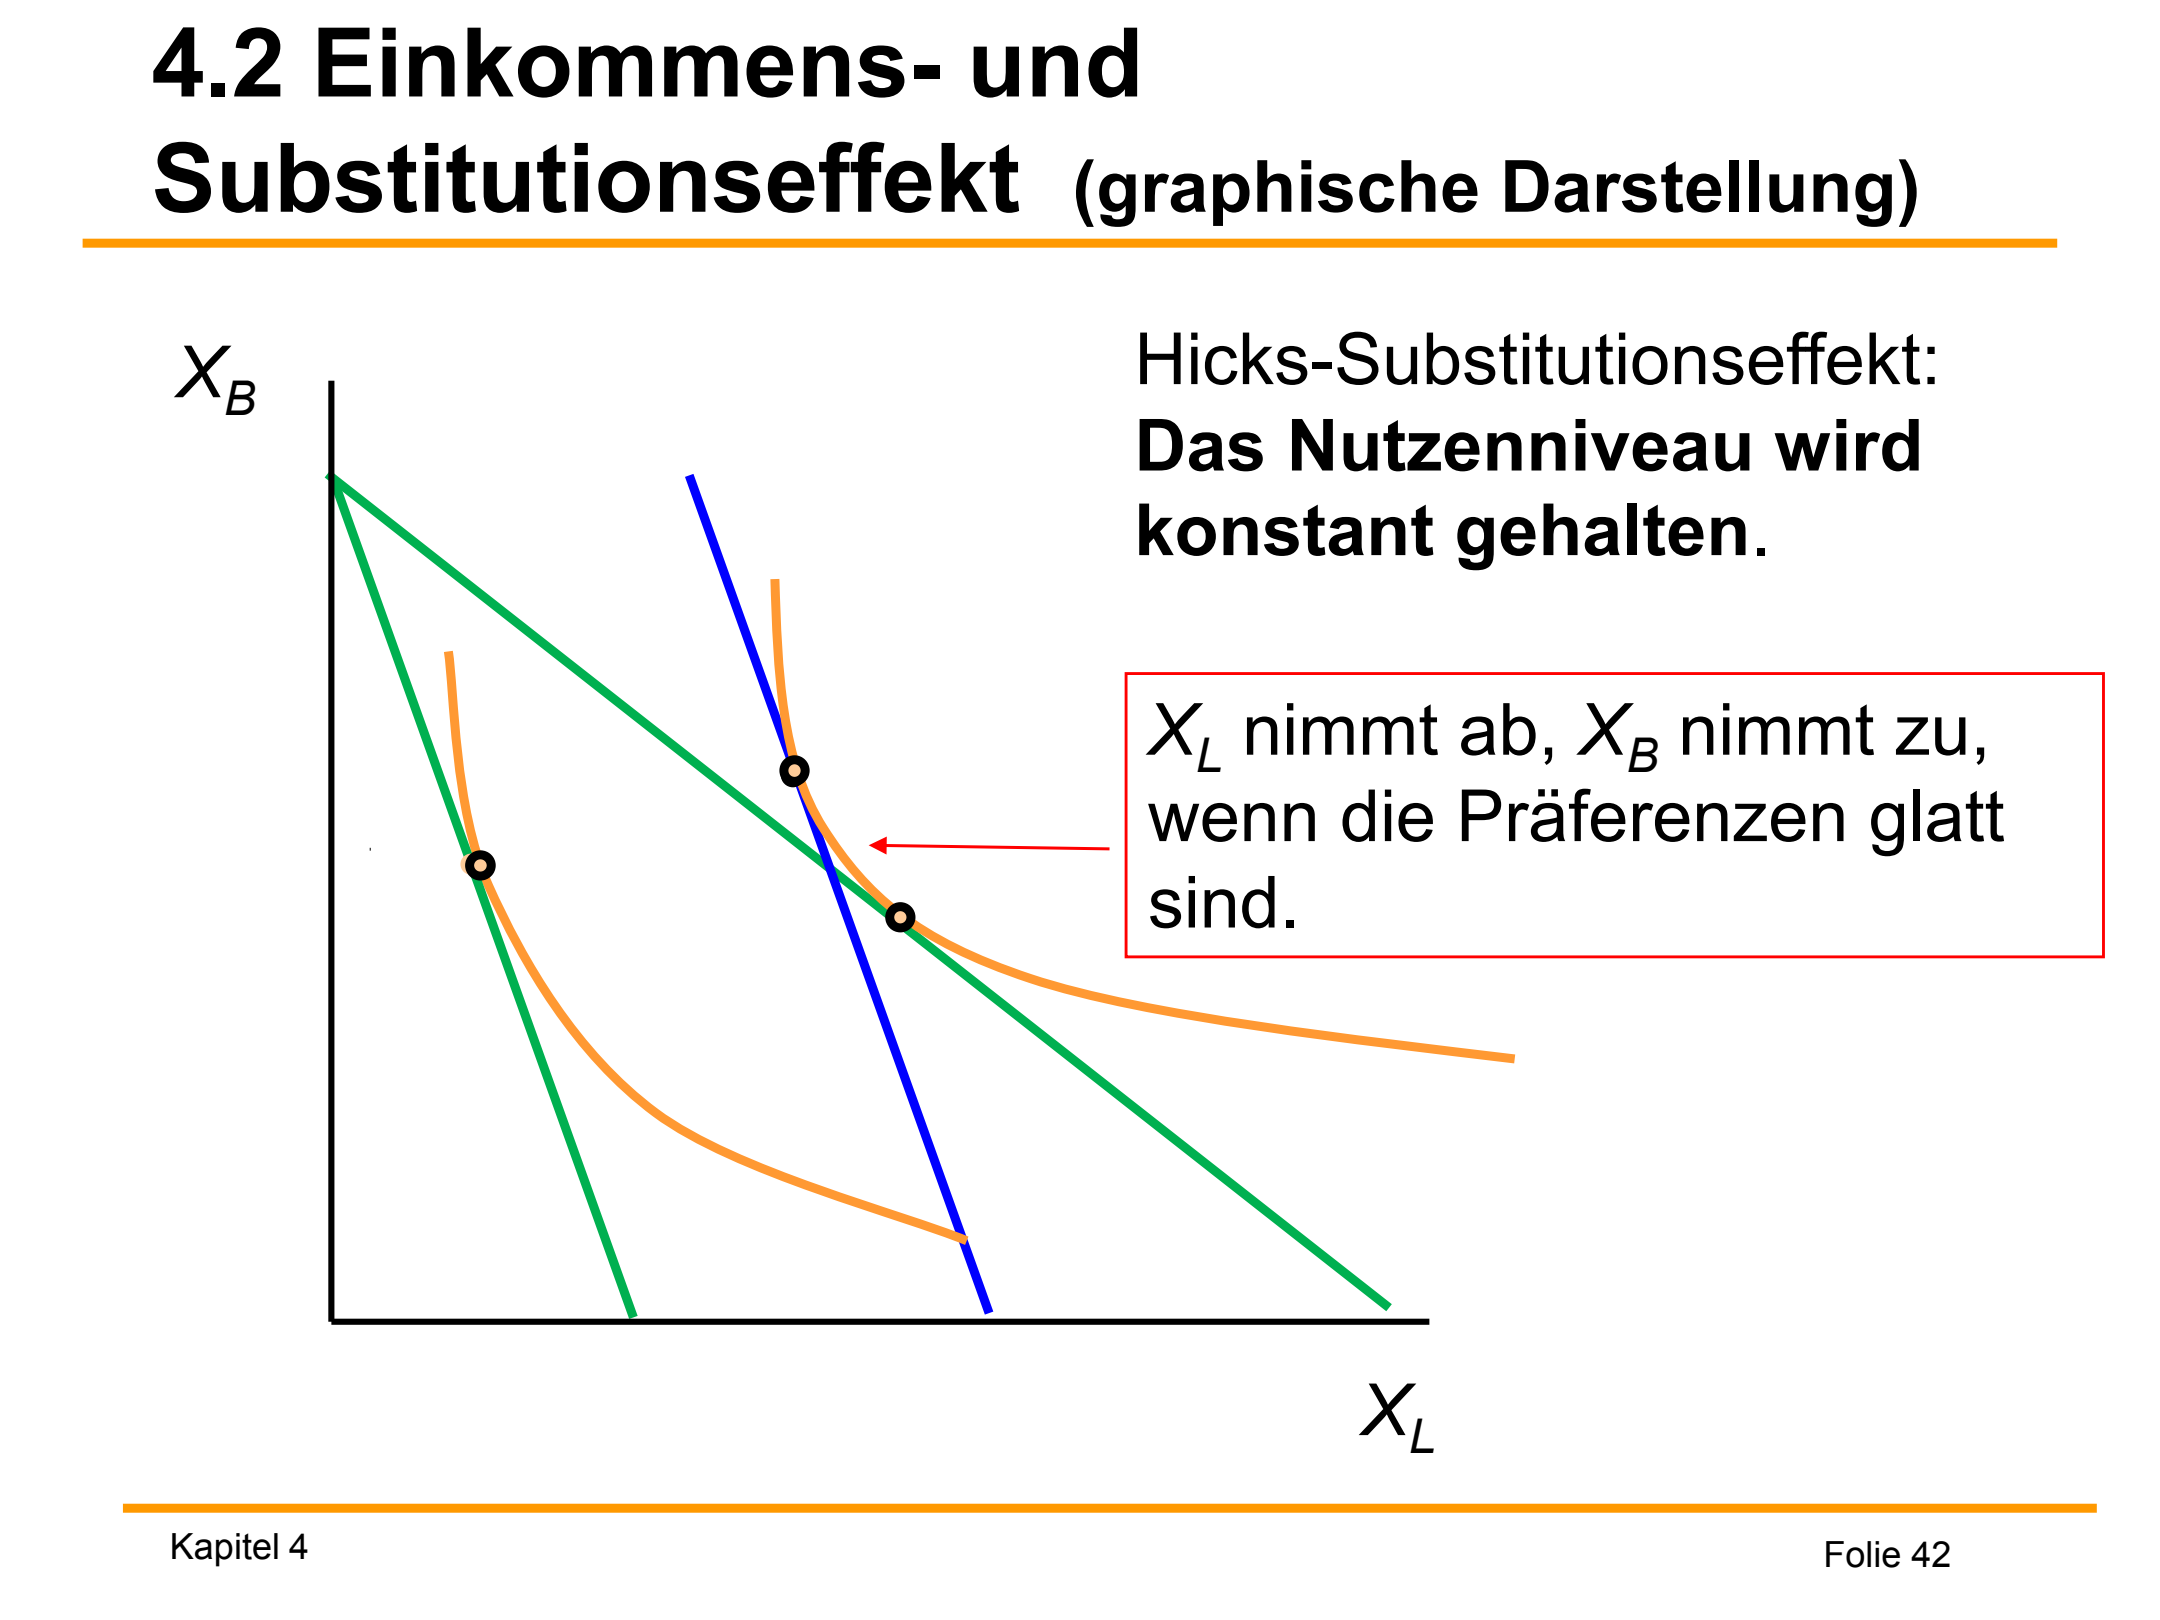 4.2 Einkommens- und
Substitutionseffekt (graphische Darstellung)
X_B
Hicks-Substitutionseffekt:
Das Nutzenniveau wird
konstant gehalten.
X_L nimmt ab, X_B nimmt zu,
wenn die Präferenzen glatt
sind.
X_L
Kapitel 4
Folie 42